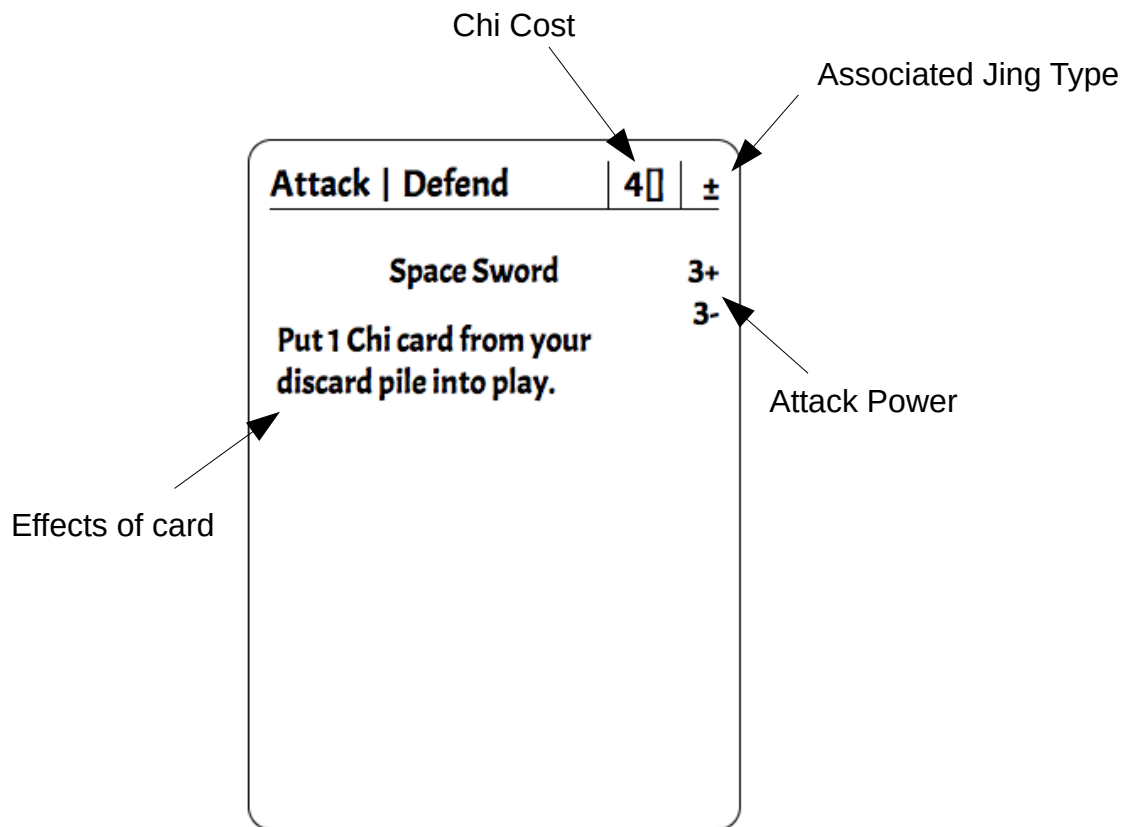 Chi Cost
Associated Jing Type
Attack | Defend 4▯ ±
Space Sword 3+
3-
Put 1 Chi card from your
discard pile into play.
Attack Power
Effects of card